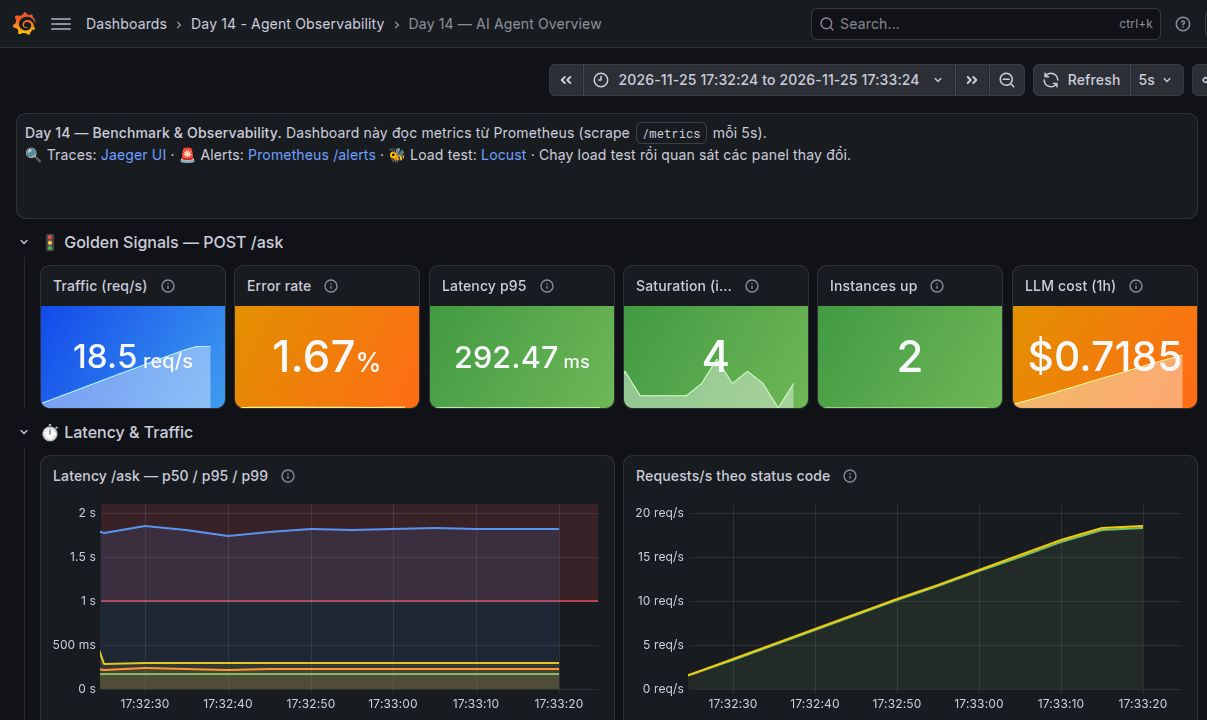 Dashboards › Day 14 - Agent Observability › Day 14 — AI Agent Overview
Search... ctrl+k
2026-11-25 17:32:24 to 2026-11-25 17:33:24 Refresh 5s
Day 14 — Benchmark & Observability. Dashboard này đọc metrics từ Prometheus (scrape /metrics mỗi 5s).
🔍 Traces: Jaeger UI · 🚨 Alerts: Prometheus /alerts · 🐝 Load test: Locust · Chạy load test rồi quan sát các panel thay đổi.
🚦 Golden Signals — POST /ask
Traffic (req/s)
18.5 req/s
Error rate
1.67%
Latency p95
292.47 ms
Saturation (i...
4
Instances up
2
LLM cost (1h)
$0.7185
⏱️ Latency & Traffic
Latency /ask — p50 / p95 / p99
2 s
1.5 s
1 s
500 ms
0 s
17:32:30 17:32:40 17:32:50 17:33:00 17:33:10 17:33:20
Requests/s theo status code
20 req/s
15 req/s
10 req/s
5 req/s
0 req/s
17:32:30 17:32:40 17:32:50 17:33:00 17:33:10 17:33:20